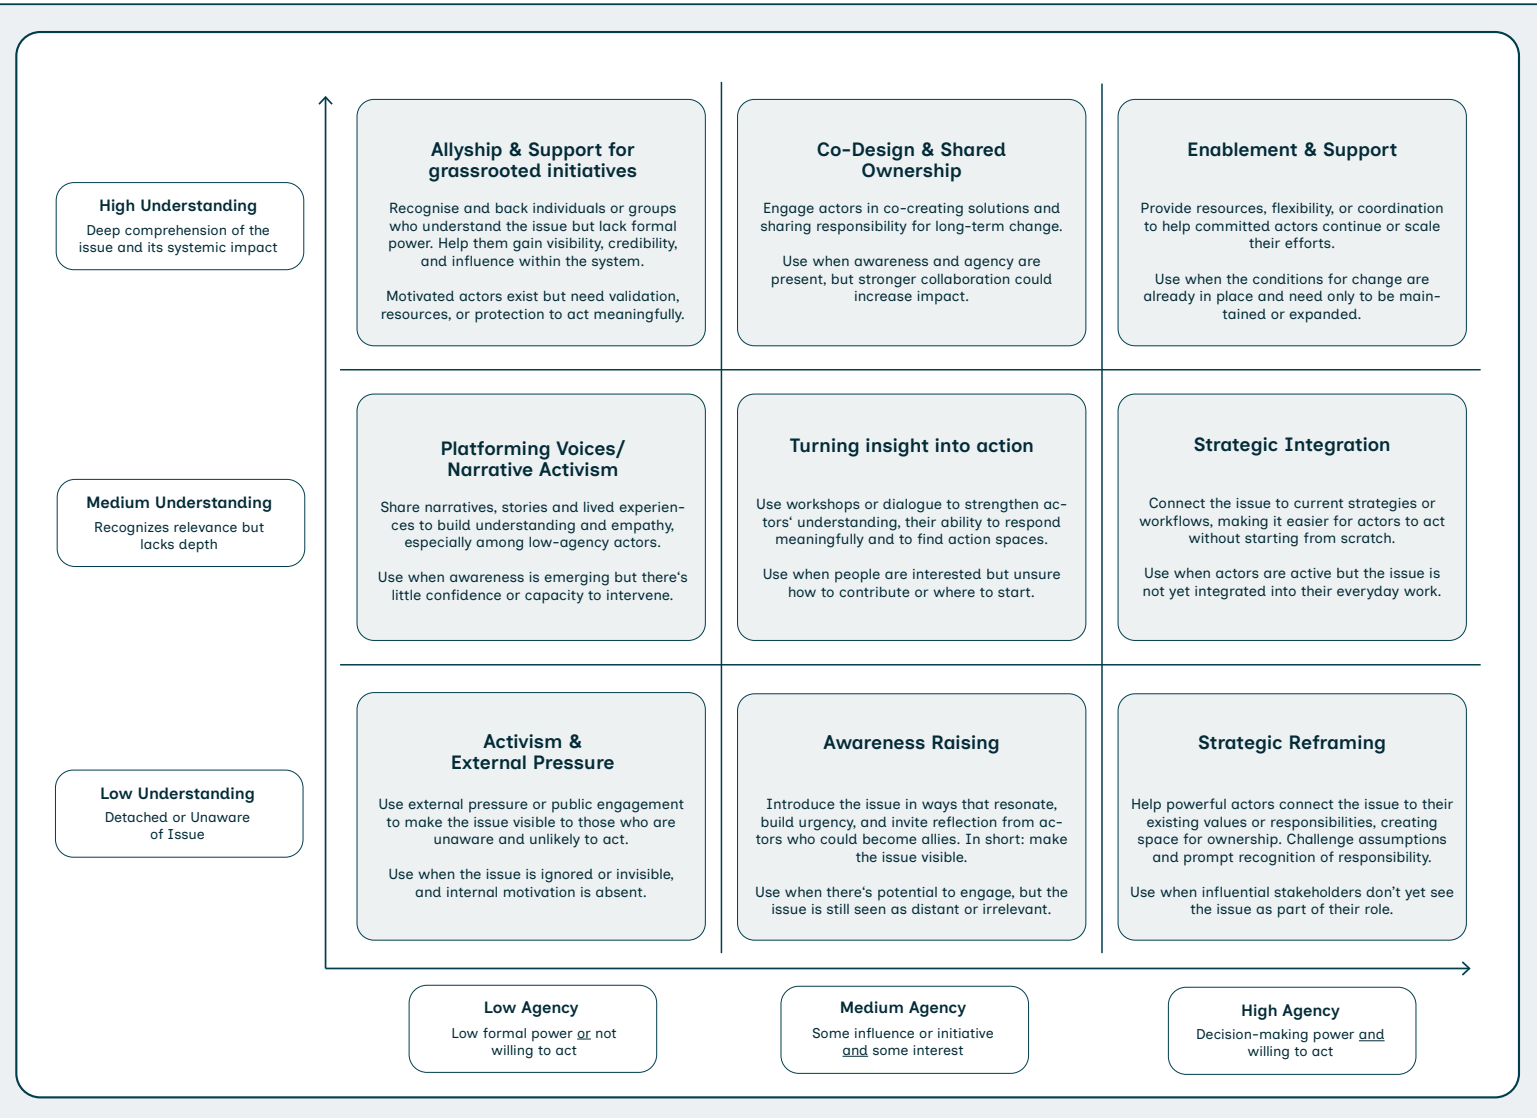 High Understanding
Deep comprehension of the
issue and its systemic impact
Allyship & Support for
grassrooted initiatives
Recognise and back individuals or groups
who understand the issue but lack formal
power. Help them gain visibility, credibility,
and influence within the system.
Motivated actors exist but need validation,
resources, or protection to act meaningfully.
Co-Design & Shared
Ownership
Engage actors in co-creating solutions and
sharing responsibility for long-term change.
Use when awareness and agency are
present, but stronger collaboration could
increase impact.
Enablement & Support
Provide resources, flexibility, or coordination
to help committed actors continue or scale
their efforts.
Use when the conditions for change are
already in place and need only to be main-
tained or expanded.
Medium Understanding
Recognizes relevance but
lacks depth
Platforming Voices/
Narrative Activism
Share narratives, stories and lived experien-
ces to build understanding and empathy,
especially among low-agency actors.
Use when awareness is emerging but there‘s
little confidence or capacity to intervene.
Turning insight into action
Use workshops or dialogue to strengthen ac-
tors‘ understanding, their ability to respond
meaningfully and to find action spaces.
Use when people are interested but unsure
how to contribute or where to start.
Strategic Integration
Connect the issue to current strategies or
workflows, making it easier for actors to act
without starting from scratch.
Use when actors are active but the issue is
not yet integrated into their everyday work.
Low Understanding
Detached or Unaware
of Issue
Activism &
External Pressure
Use external pressure or public engagement
to make the issue visible to those who are
unaware and unlikely to act.
Use when the issue is ignored or invisible,
and internal motivation is absent.
Awareness Raising
Introduce the issue in ways that resonate,
build urgency, and invite reflection from ac-
tors who could become allies. In short: make
the issue visible.
Use when there‘s potential to engage, but the
issue is still seen as distant or irrelevant.
Strategic Reframing
Help powerful actors connect the issue to their
existing values or responsibilities, creating
space for ownership. Challenge assumptions
and prompt recognition of responsibility.
Use when influential stakeholders don’t yet see
the issue as part of their role.
Low Agency
Low formal power or not
willing to act
Medium Agency
Some influence or initiative
and some interest
High Agency
Decision-making power and
willing to act